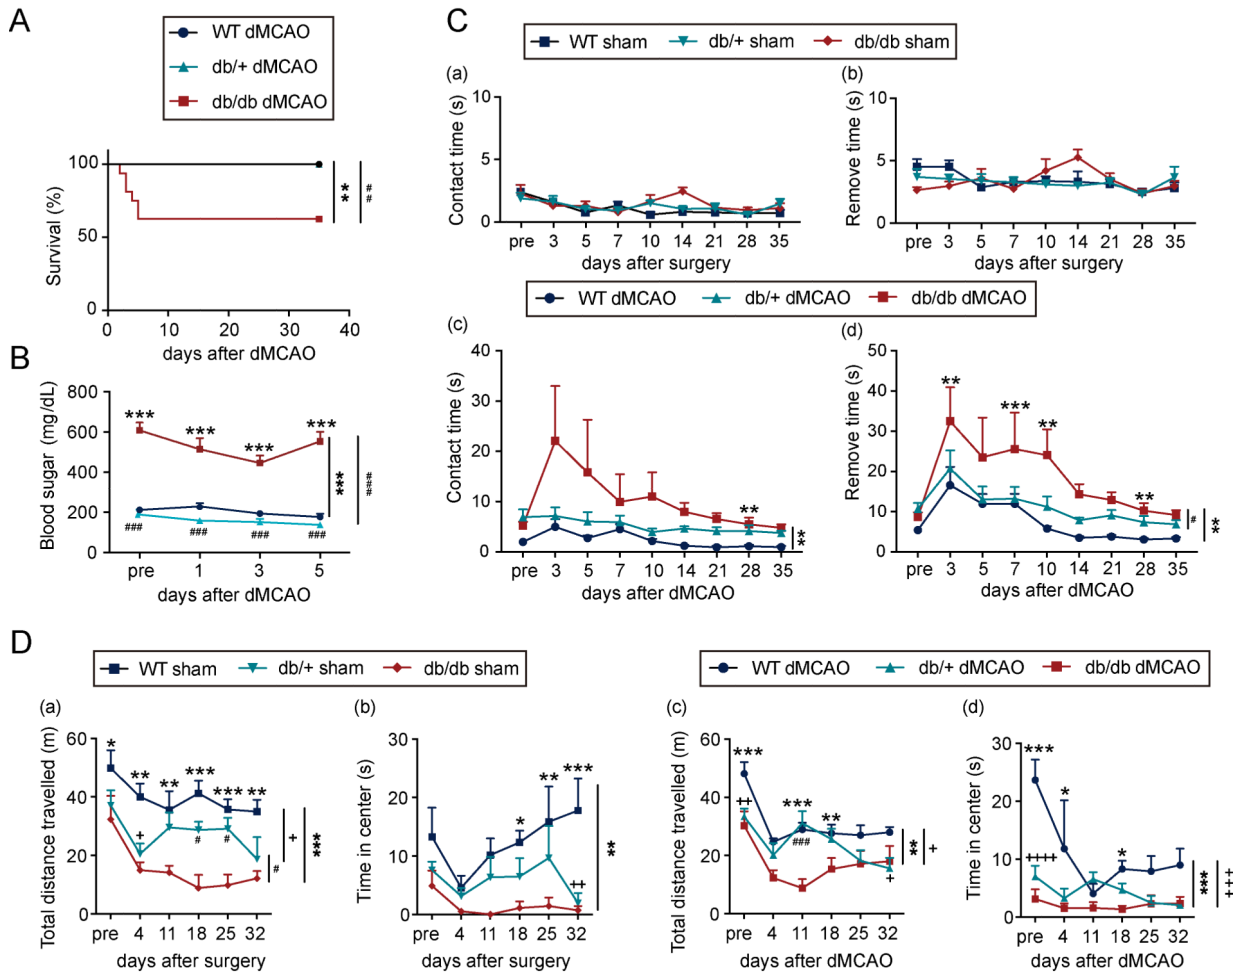 A
WT dMCAO
db/+ dMCAO
db/db dMCAO
Survival (%)
100
50
0
0 10 20 30 40
days after dMCAO
**
##
B
Blood sugar (mg/dL)
800
600
400
200
0
*** *** *** ***
### ### ### ###
***
###
pre 1 3 5
days after dMCAO
C
WT sham db/+ sham db/db sham
(a)
Contact time (s)
10
5
0
pre 3 5 7 10 14 21 28 35
days after surgery
(b)
Remove time (s)
10
5
0
pre 3 5 7 10 14 21 28 35
days after surgery
WT dMCAO db/+ dMCAO db/db dMCAO
(c)
Contact time (s)
40
30
20
10
0
**
**
pre 3 5 7 10 14 21 28 35
days after dMCAO
(d)
Remove time (s)
50
40
30
20
10
0
** *** ** **
#
**
pre 3 5 7 10 14 21 28 35
days after dMCAO
D
WT sham db/+ sham db/db sham
(a)
Total distance travelled (m)
60
40
20
0
* ** ** *** *** **
+ # #
#
+
***
pre 4 11 18 25 32
days after surgery
(b)
Time in center (s)
30
20
10
0
* ** ***
++
**
pre 4 11 18 25 32
days after surgery
WT dMCAO db/+ dMCAO db/db dMCAO
(c)
Total distance travelled (m)
60
40
20
0
*** *** **
++ ### +
**
+
pre 4 11 18 25 32
days after dMCAO
(d)
Time in center (s)
30
20
10
0
*** * *
++++
***
+++
pre 4 11 18 25 32
days after dMCAO